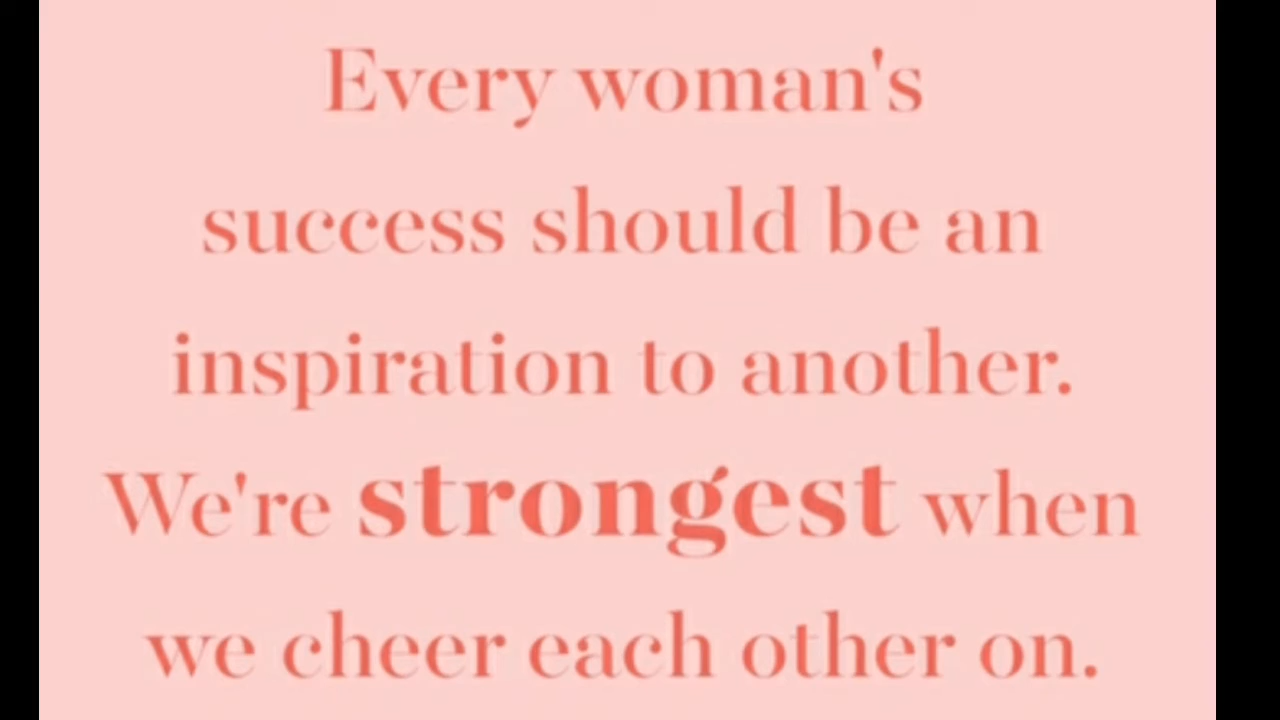 Every woman's
success should be an
inspiration to another.
We're strongest when
we cheer each other on.